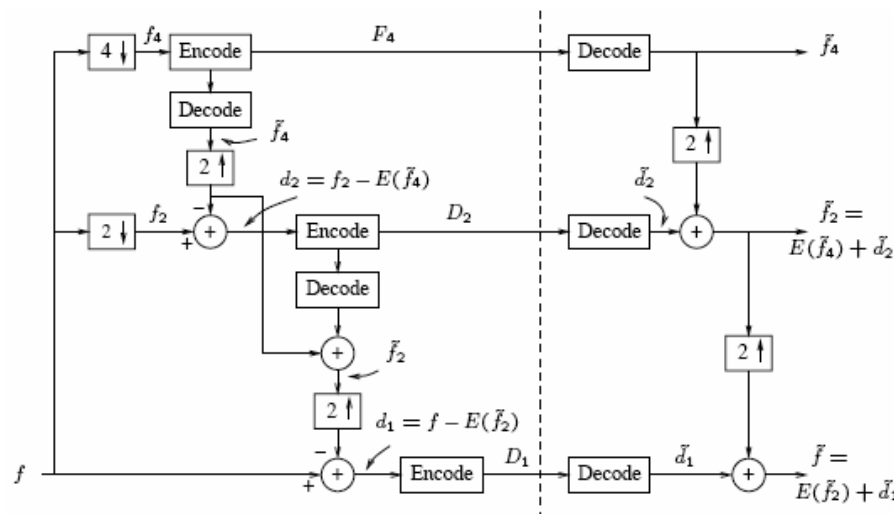 4↓ f₄ Encode F₄ Decode f̃₄
Decode
f̃₄
2↑ 2↑
d₂ = f₂ − E(f̃₄) d̃₂
−
2↓ f₂ + + Encode D₂ Decode + f̃₂ =
E(f̃₄) + d̃₂
Decode
+ f̃₂
2↑
2↑
d₁ = f − E(f̃₂)
−
f + + Encode D₁ Decode d̃₁ + f̃ =
E(f̃₂) + d̃₁